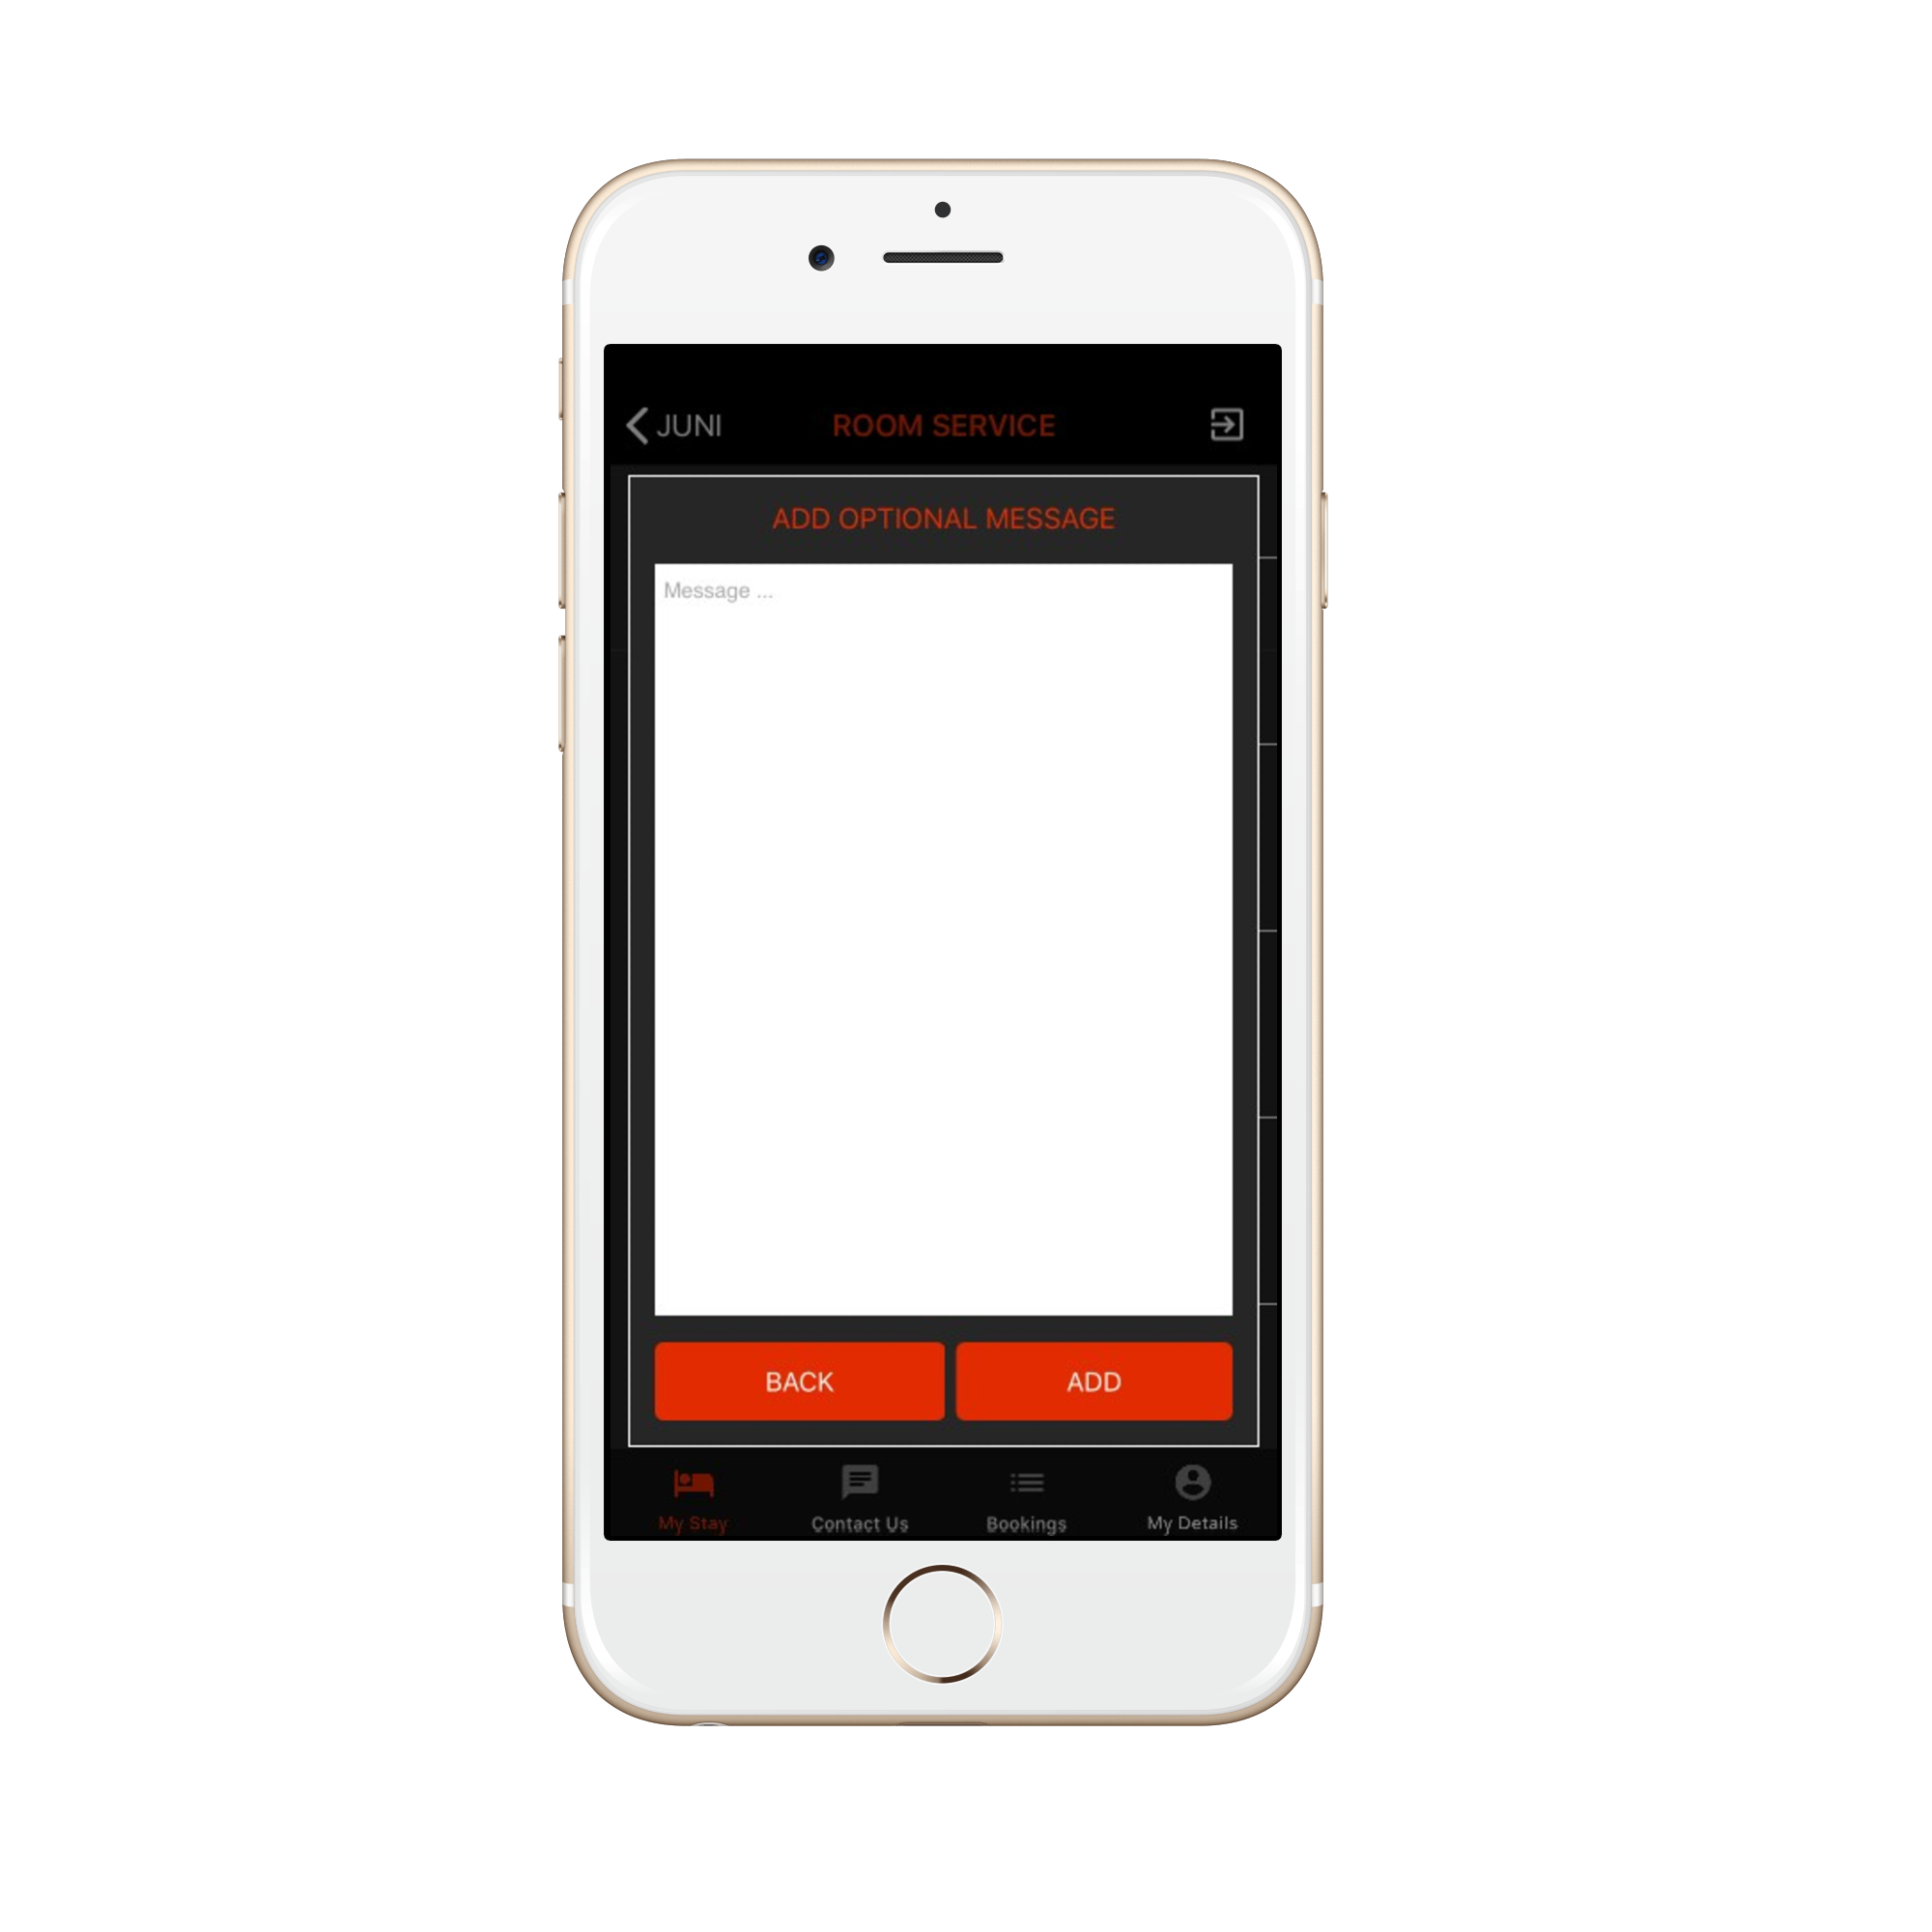 JUNI ROOM SERVICE
ADD OPTIONAL MESSAGE
Message ...
BACK ADD
My Stay Contact Us Bookings My Details